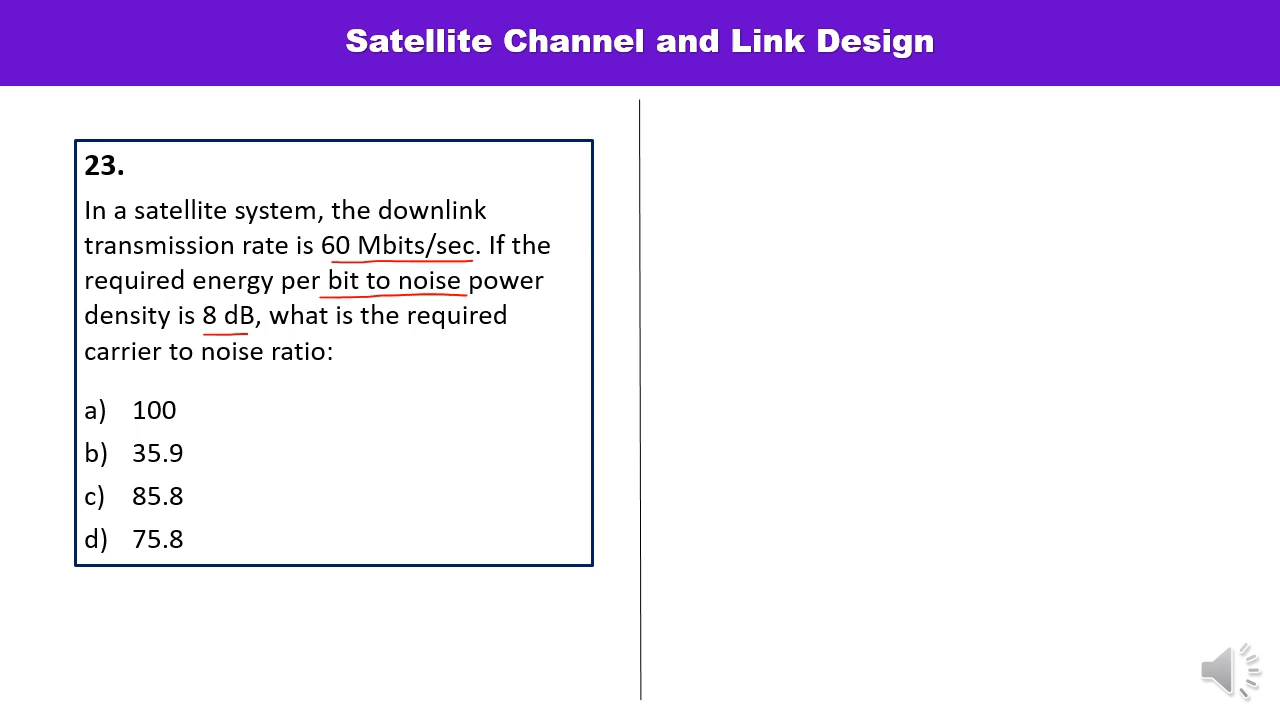 Satellite Channel and Link Design
23.
In a satellite system, the downlink
transmission rate is 60 Mbits/sec. If the
required energy per bit to noise power
density is 8 dB, what is the required
carrier to noise ratio:
a) 100
b) 35.9
c) 85.8
d) 75.8